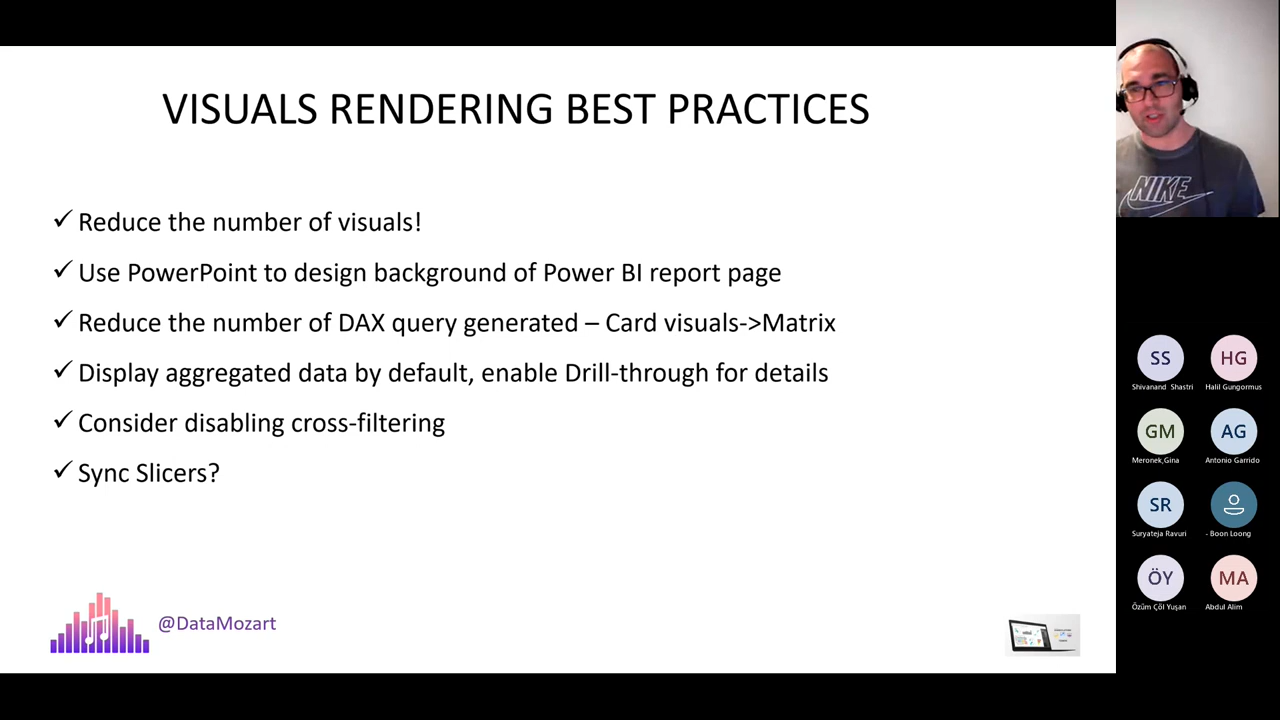 VISUALS RENDERING BEST PRACTICES
✓ Reduce the number of visuals!
✓ Use PowerPoint to design background of Power BI report page
✓ Reduce the number of DAX query generated – Card visuals->Matrix
✓ Display aggregated data by default, enable Drill-through for details
✓ Consider disabling cross-filtering
✓ Sync Slicers?
@DataMozart
NIKE
SS
HG
Shivanand Shastri
Halil Gungormus
GM
AG
Meronek,Gina
Antonio Garrido
SR
Suryateja Ravuri
- Boon Loong
ÖY
MA
Özüm Çöl Yuşan
Abdul Alim